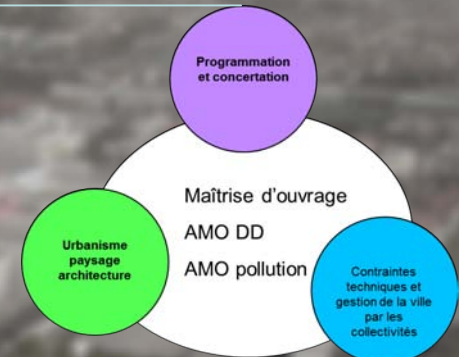 Programmation
et concertation
Maîtrise d'ouvrage
AMO DD
AMO pollution
Urbanisme
paysage
architecture
Contraintes
techniques et
gestion de la ville
par les
collectivités